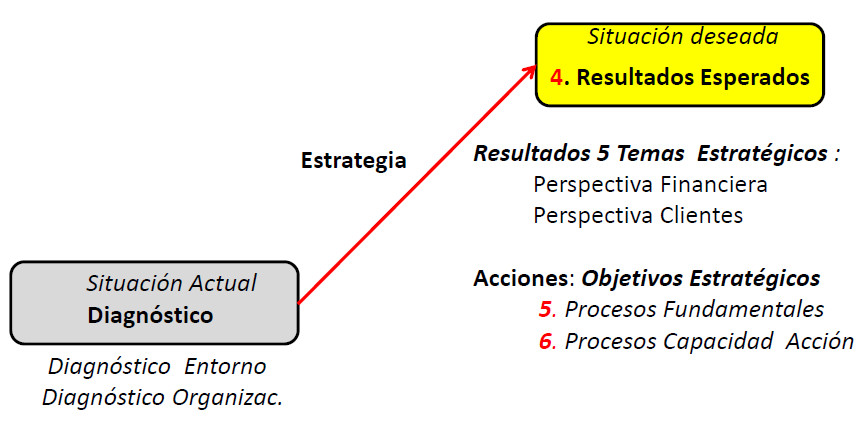 Situación deseada
4. Resultados Esperados
Estrategia
Resultados 5 Temas Estratégicos :
Perspectiva Financiera
Perspectiva Clientes
Situación Actual
Diagnóstico
Diagnóstico Entorno
Diagnóstico Organizac.
Acciones: Objetivos Estratégicos
5. Procesos Fundamentales
6. Procesos Capacidad Acción